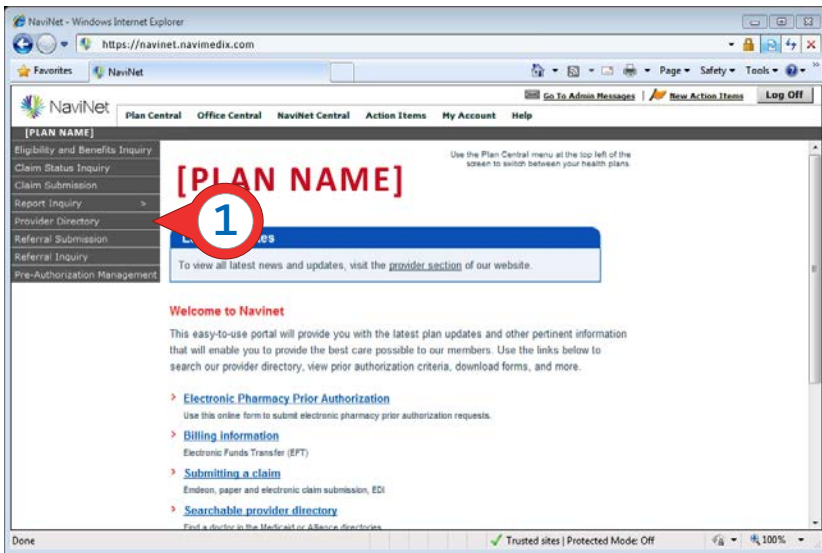 NaviNet - Windows Internet Explorer
https://navinet.navimedix.com
Favorites NaviNet Page Safety Tools
Go To Admin Messages | New Action Items Log Off
NaviNet Plan Central Office Central NaviNet Central Action Items My Account Help
[PLAN NAME]
Eligibility and Benefits Inquiry
Claim Status Inquiry
Claim Submission
Report Inquiry >
Provider Directory
Referral Submission
Referral Inquiry
Pre-Authorization Management
1
Use the Plan Central menu at the top left of the
screen to switch between your health plans.
[PLAN NAME]
To view all latest news and updates, visit the provider section of our website.
Welcome to Navinet
This easy-to-use portal will provide you with the latest plan updates and other pertinent information
that will enable you to provide the best care possible to our members. Use the links below to
search our provider directory, view prior authorization criteria, download forms, and more.
> Electronic Pharmacy Prior Authorization
Use this online form to submit electronic pharmacy prior authorization requests.
> Billing information
Electronic Funds Transfer (EFT)
> Submitting a claim
Emdeon, paper and electronic claim submission, EDI
> Searchable provider directory
Find a doctor in the Medicaid or Alliance directories
Done Trusted sites | Protected Mode: Off 100%